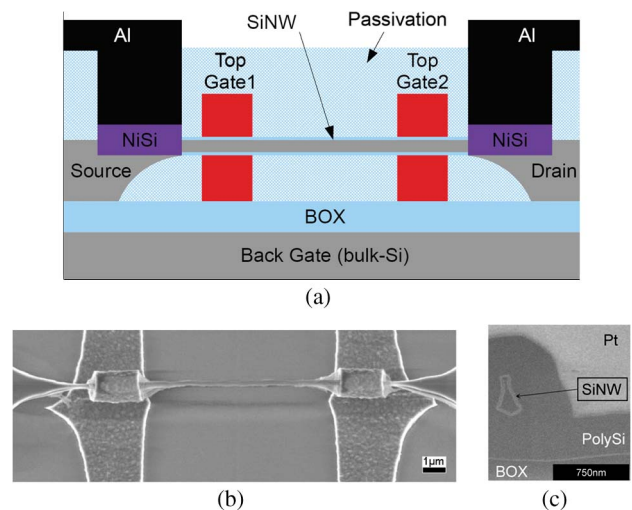 SiNW
Passivation
Al
Al
Top
Gate1
Top
Gate2
NiSi
NiSi
Source
Drain
BOX
Back Gate (bulk-Si)
(a)
Pt
SiNW
PolySi
1µm
BOX
750nm
(b)
(c)